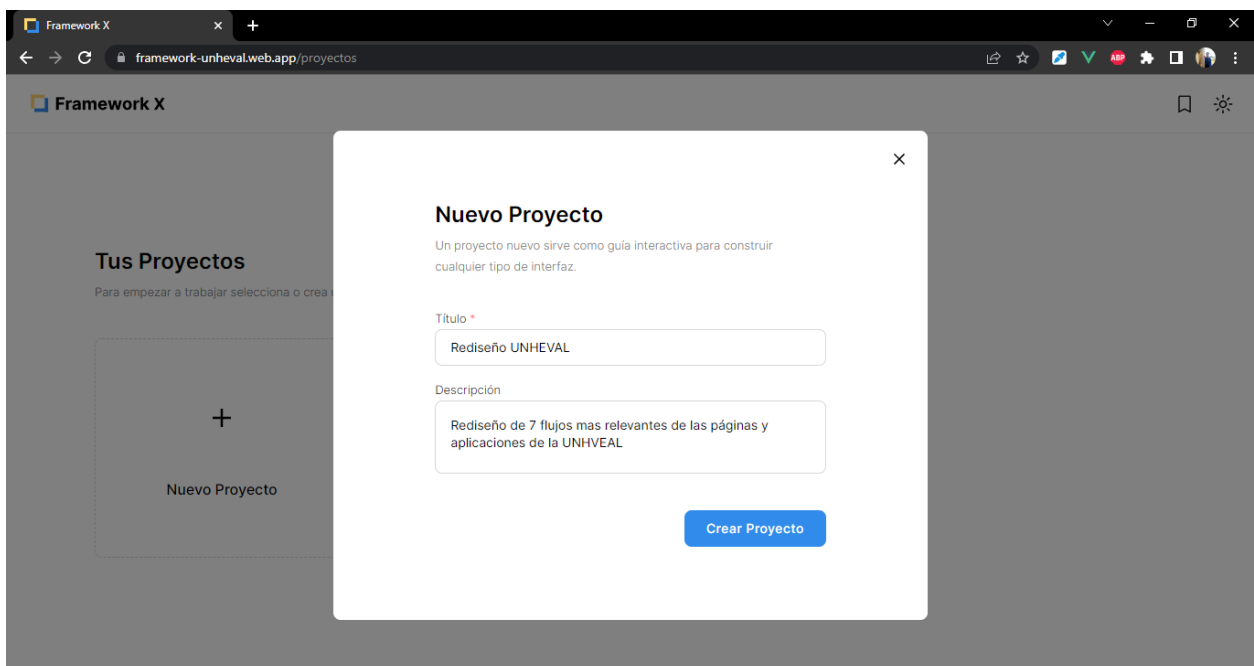 Framework X
framework-unheval.web.app/proyectos
ABP
Framework X
Tus Proyectos
Para empezar a trabajar selecciona o crea
Nuevo Proyecto
Nuevo Proyecto
Un proyecto nuevo sirve como guía interactiva para construir
cualquier tipo de interfaz.
Título *
Rediseño UNHEVAL
Descripción
Rediseño de 7 flujos mas relevantes de las páginas y
aplicaciones de la UNHVEAL
Crear Proyecto